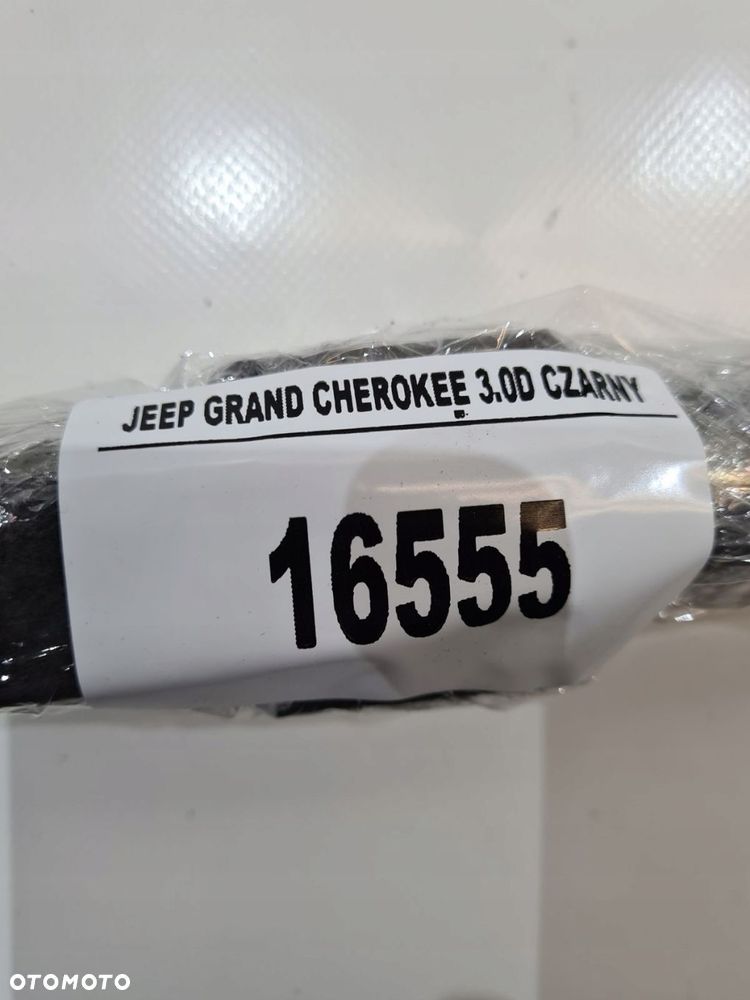 JEEP GRAND CHEROKEE 3.0D CZARNY
16555
OTOMOTO